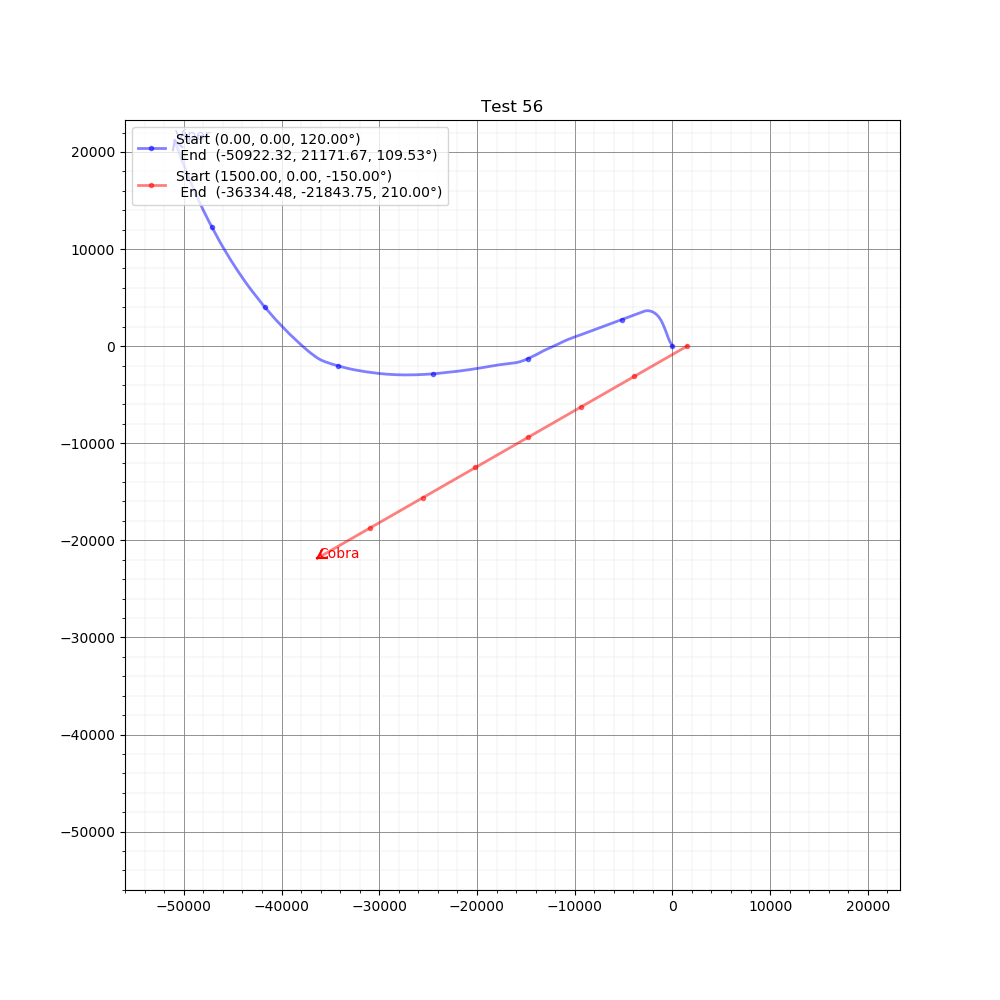 Test 56
Start (0.00, 0.00, 120.00°)
End (-50922.32, 21171.67, 109.53°)
Start (1500.00, 0.00, -150.00°)
End (-36334.48, -21843.75, 210.00°)
20000
10000
0
−10000
−20000
−30000
−40000
−50000
Cobra
−50000 −40000 −30000 −20000 −10000 0 10000 20000